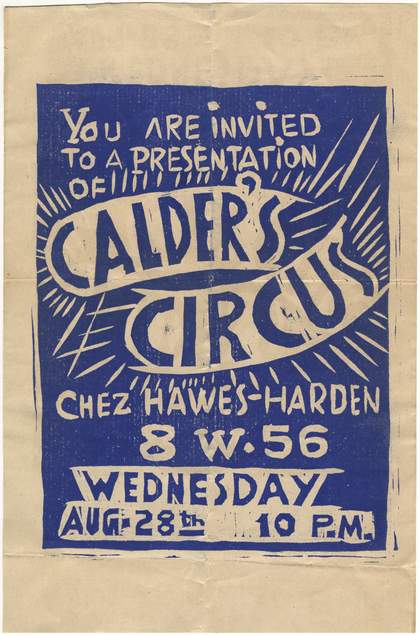 YOU ARE INVITED
TO A PRESENTATION
OF
CALDER'S
CIRCUS
CHEZ HAWES-HARDEN
8 W. 56
WEDNESDAY
AUG. 28th 10 P.M.